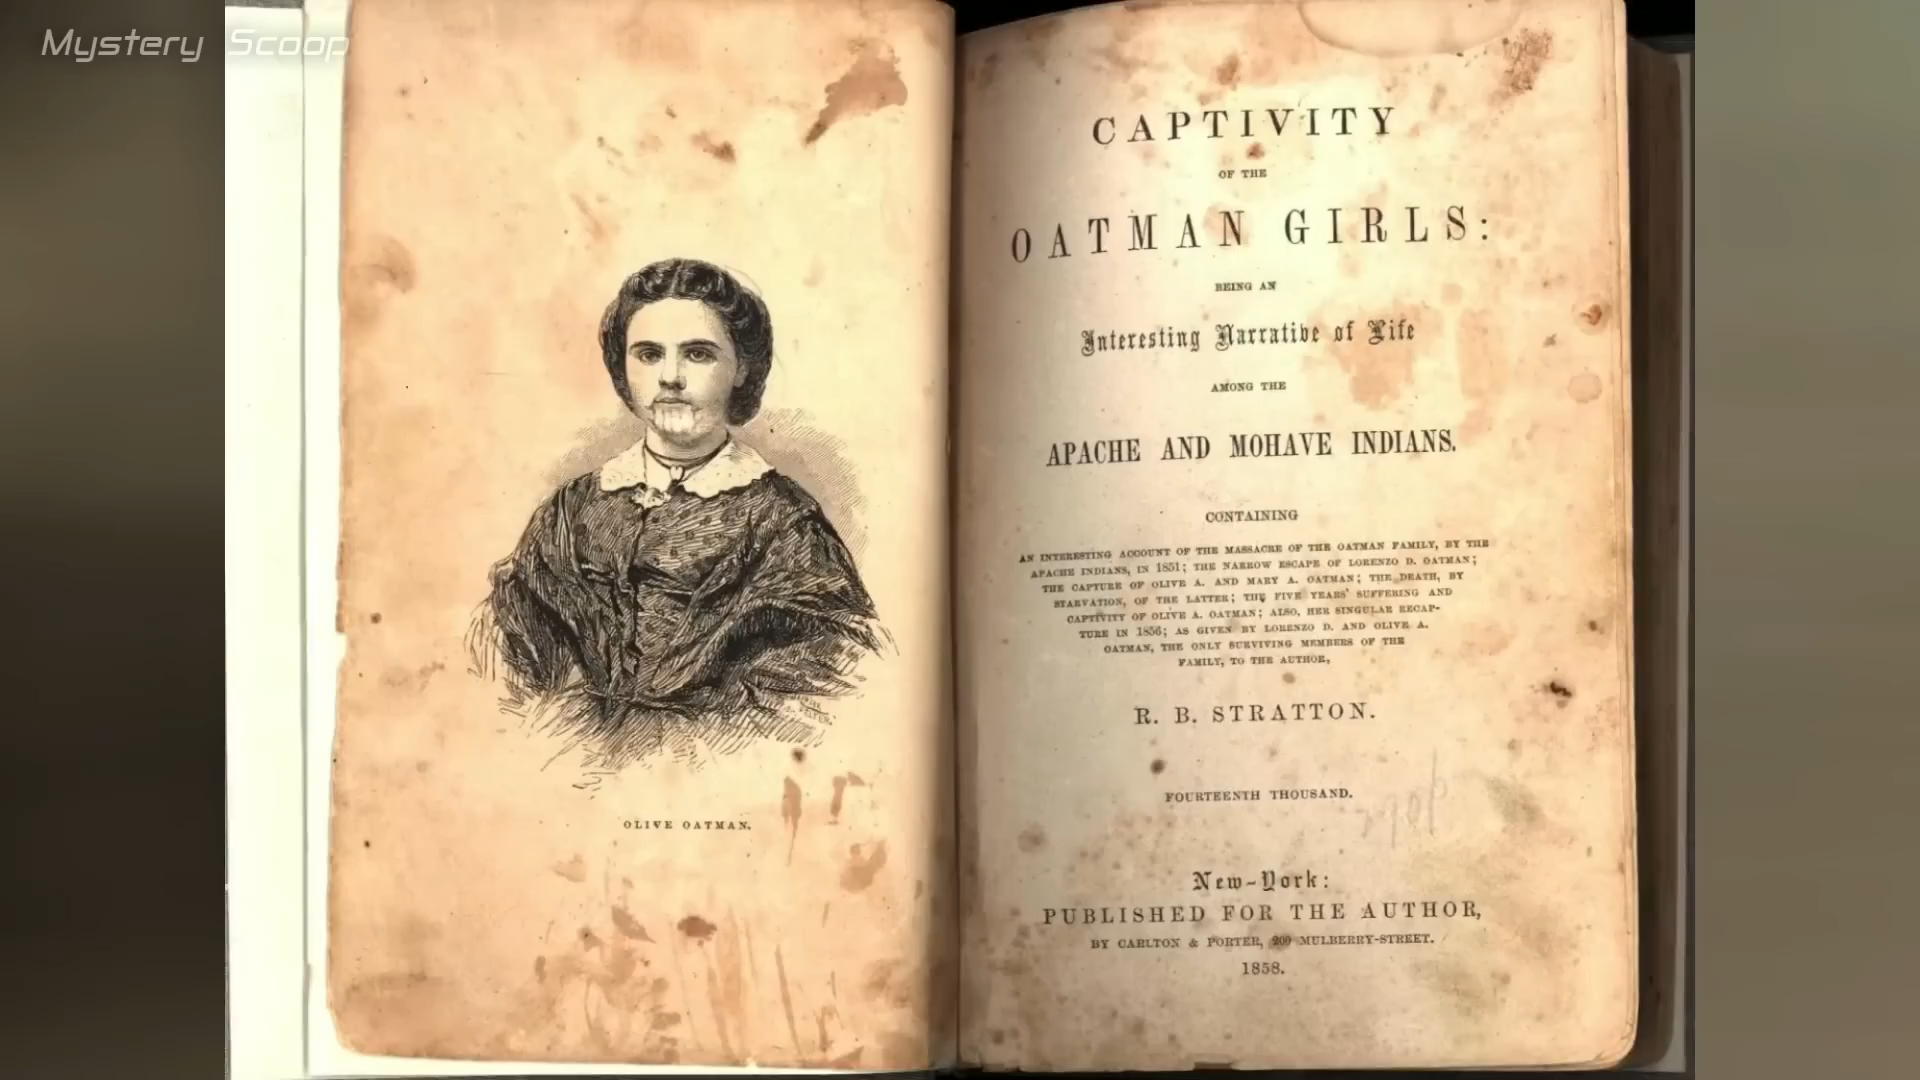 Mystery Scoop
OLIVE OATMAN.
CAPTIVITY
OF THE
OATMAN GIRLS:
BEING AN
Interesting Narrative of Life
AMONG THE
APACHE AND MOHAVE INDIANS.
CONTAINING
AN INTERESTING ACCOUNT OF THE MASSACRE OF THE OATMAN FAMILY, BY THE
APACHE INDIANS, IN 1851; THE NARROW ESCAPE OF LORENZO D. OATMAN;
THE CAPTURE OF OLIVE A. AND MARY A. OATMAN; THE DEATH, BY
STARVATION, OF THE LATTER; THE FIVE YEARS' SUFFERING AND
CAPTIVITY OF OLIVE A. OATMAN; ALSO, HER SINGULAR RECAP-
TURE IN 1856; AS GIVEN BY LORENZO D. AND OLIVE A.
OATMAN, THE ONLY SURVIVING MEMBERS OF THE
FAMILY, TO THE AUTHOR,
R. B. STRATTON.
FOURTEENTH THOUSAND.
New-York:
PUBLISHED FOR THE AUTHOR,
BY CARLTON & PORTER, 200 MULBERRY-STREET.
1858.